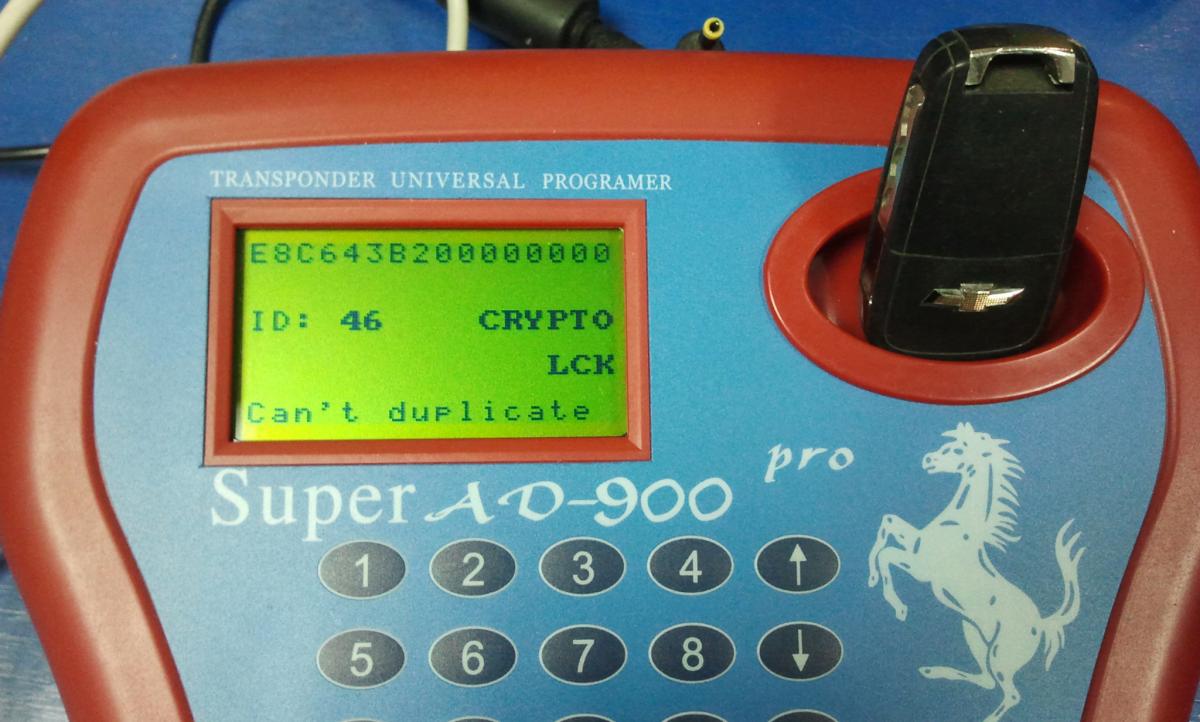 TRANSPONDER UNIVERSAL PROGRAMER
E8C643B200000000
ID: 46 CRYPTO
LCK
Can't duplicate
Super AD-900 pro
1 2 3 4 ↑
5 6 7 8 ↓